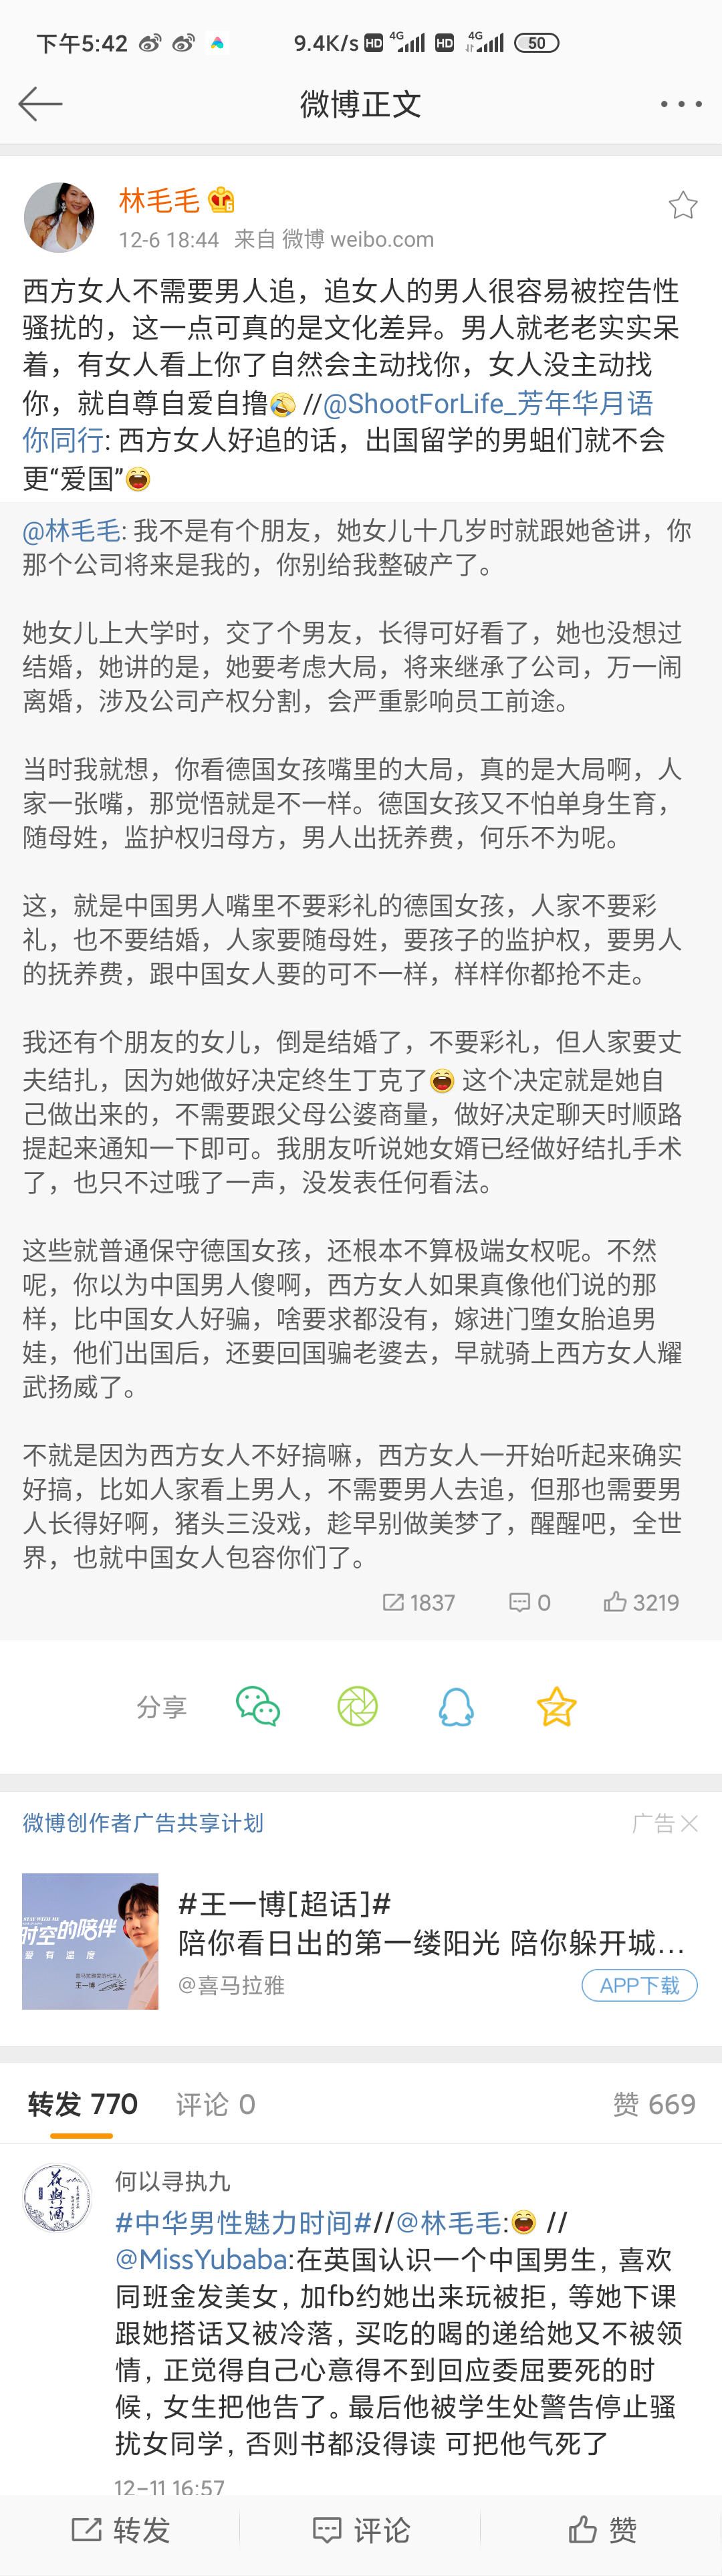 下午5:42 9.4K/s HD 4G HD 4G 50
微博正文
林毛毛
12-6 18:44 来自 微博 weibo.com
西方女人不需要男人追，追女人的男人很容易被控告性
骚扰的，这一点可真的是文化差异。男人就老老实实呆
着，有女人看上你了自然会主动找你，女人没主动找
你，就自尊自爱自撸🤣 //@ShootForLife_芳年华月语
你同行: 西方女人好追的话，出国留学的男蛆们就不会
更“爱国”😄
@林毛毛: 我不是有个朋友，她女儿十几岁时就跟她爸讲，你
那个公司将来是我的，你别给我整破产了。
她女儿上大学时，交了个男友，长得可好看了，她也没想过
结婚，她讲的是，她要考虑大局，将来继承了公司，万一闹
离婚，涉及公司产权分割，会严重影响员工前途。
当时我就想，你看德国女孩嘴里的大局，真的是大局啊，人
家一张嘴，那觉悟就是不一样。德国女孩又不怕单身生育，
随母姓，监护权归母方，男人出抚养费，何乐不为呢。
这，就是中国男人嘴里不要彩礼的德国女孩，人家不要彩
礼，也不要结婚，人家要随母姓，要孩子的监护权，要男人
的抚养费，跟中国女人要的可不一样，样样你都抢不走。
我还有个朋友的女儿，倒是结婚了，不要彩礼，但人家要丈
夫结扎，因为她做好决定终生丁克了😄 这个决定就是她自
己做出来的，不需要跟父母公婆商量，做好决定聊天时顺路
提起来通知一下即可。我朋友听说她女婿已经做好结扎手术
了，也只不过哦了一声，没发表任何看法。
这些就普通保守德国女孩，还根本不算极端女权呢。不然
呢，你以为中国男人傻啊，西方女人如果真像他们说的那
样，比中国女人好骗，啥要求都没有，嫁进门堕女胎追男
娃，他们出国后，还要回国骗老婆去，早就骑上西方女人耀
武扬威了。
不就是因为西方女人不好搞嘛，西方女人一开始听起来确实
好搞，比如人家看上男人，不需要男人去追，但那也需要男
人长得好啊，猪头三没戏，趁早别做美梦了，醒醒吧，全世
界，也就中国女人包容你们了。
1837 0 3219
分享
微博创作者广告共享计划 广告
STAY WITH ME
时空的陪伴
爱有温度
王一博
#王一博[超话]#
陪你看日出的第一缕阳光 陪你躲开城...
@喜马拉雅 APP下载
转发 770 评论 0 赞 669
花与酒
何以寻执九
#中华男性魅力时间#//@林毛毛:😄 //
@MissYubaba:在英国认识一个中国男生，喜欢
同班金发美女，加fb约她出来玩被拒，等她下课
跟她搭话又被冷落，买吃的喝的递给她又不被领
情，正觉得自己心意得不到回应委屈要死的时
候，女生把他告了。最后他被学生处警告停止骚
扰女同学，否则书都没得读 可把他气死了
12-11 16:57
转发 评论 赞